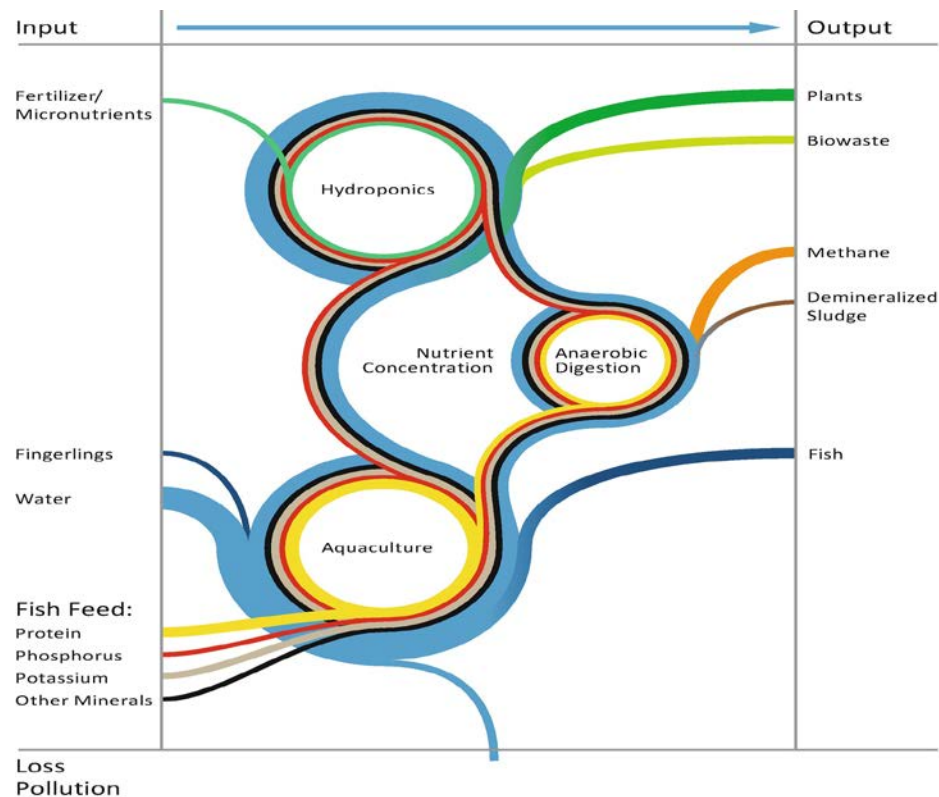 Input
Output
Fertilizer/
Micronutrients
Plants
Biowaste
Hydroponics
Methane
Demineralized
Sludge
Nutrient
Concentration
Anaerobic
Digestion
Fingerlings
Fish
Water
Aquaculture
Fish Feed:
Protein
Phosphorus
Potassium
Other Minerals
Loss
Pollution